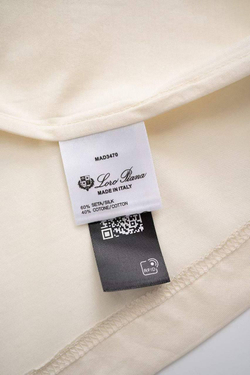 MAD3470
Loro Piana
MADE IN ITALY
60% SETA/SILK
40% COTONE/COTTON
RFID